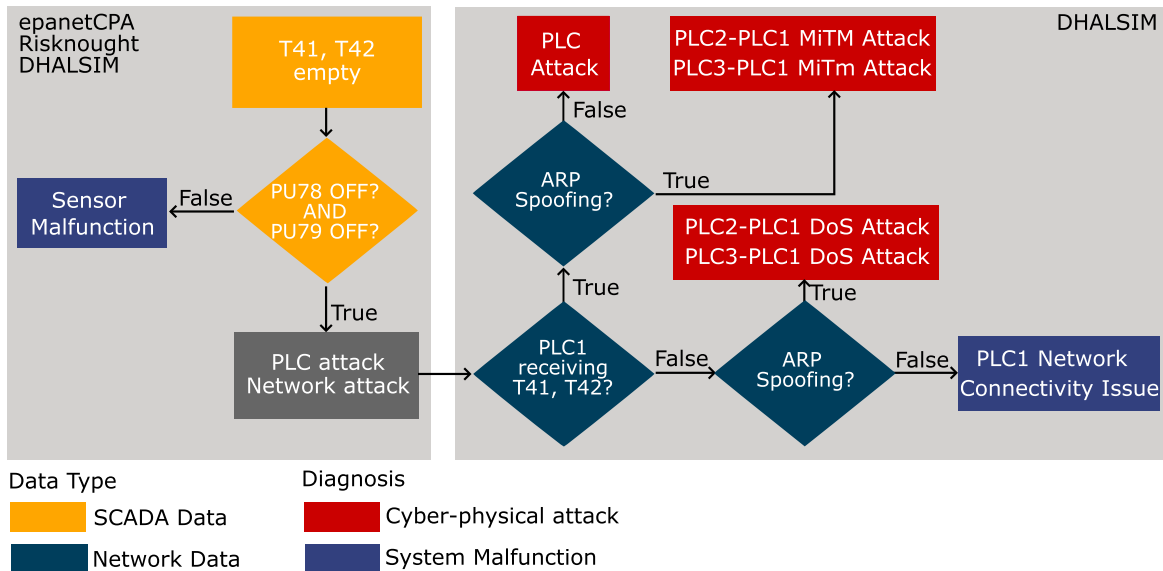 epanetCPA
Risknought
DHALSIM
T41, T42
empty
PU78 OFF?
AND
PU79 OFF?
False
Sensor
Malfunction
True
PLC attack
Network attack
DHALSIM
PLC
Attack
PLC2-PLC1 MiTM Attack
PLC3-PLC1 MiTm Attack
False
ARP
Spoofing?
True
PLC2-PLC1 DoS Attack
PLC3-PLC1 DoS Attack
True
True
PLC1
receiving
T41, T42?
False
ARP
Spoofing?
False
PLC1 Network
Connectivity Issue
Data Type
SCADA Data
Network Data
Diagnosis
Cyber-physical attack
System Malfunction